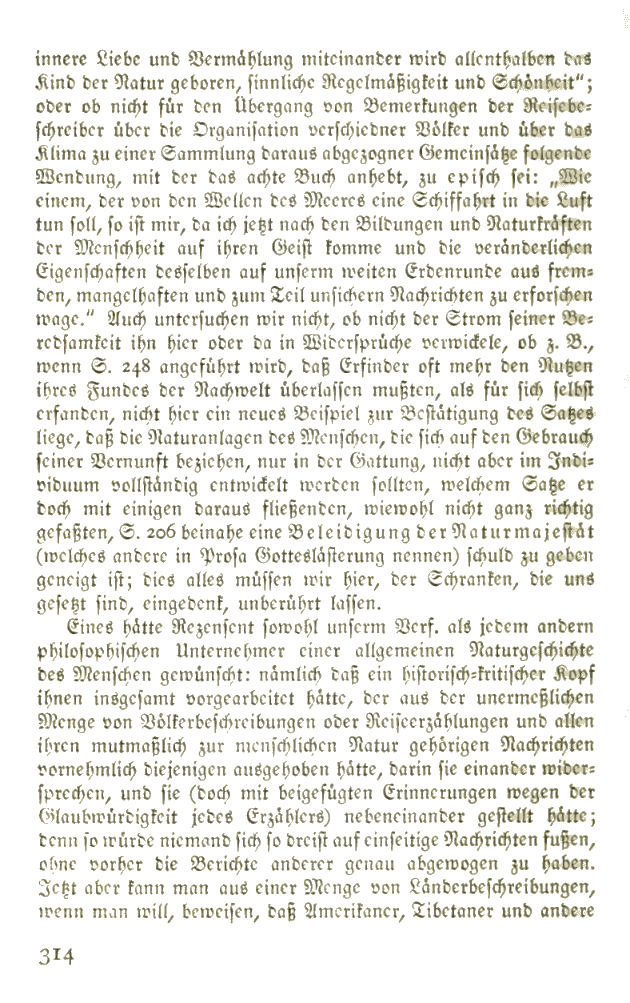 innere Liebe und Vermählung miteinander wird allenthalben das
Kind der Natur geboren, sinnliche Regelmäßigkeit und Schönheit“;
oder ob nicht für den Übergang von Bemerkungen der Reisebe-
schreiber über die Organisation verschiedner Völker und über das
Klima zu einer Sammlung daraus abgezogner Gemeinsätze folgende
Wendung, mit der das achte Buch anhebt, zu episch sei: „Wie
einem, der von den Wellen des Meeres eine Schiffahrt in die Luft
tun soll, so ist mir, da ich jetzt nach den Bildungen und Naturkräften
der Menschheit auf ihren Geist komme und die veränderlichen
Eigenschaften desselben auf unserm weiten Erdenrunde aus frem-
den, mangelhaften und zum Teil unsichern Nachrichten zu erforschen
wage.“ Auch untersuchen wir nicht, ob nicht der Strom seiner Be-
redsamkeit ihn hier oder da in Widersprüche verwickele, ob z. B.,
wenn S. 248 angeführt wird, daß Erfinder oft mehr den Nutzen
ihres Fundes der Nachwelt überlassen mußten, als für sich selbst
erfanden, nicht hier ein neues Beispiel zur Bestätigung des Satzes
liege, daß die Naturanlagen des Menschen, die sich auf den Gebrauch
seiner Vernunft beziehen, nur in der Gattung, nicht aber im Indi-
viduum vollständig entwickelt werden sollten, welchem Satze er
doch mit einigen daraus fließenden, wiewohl nicht ganz richtig
gefaßten, S. 206 beinahe eine Beleidigung der Naturmajestät
(welches andere in Prosa Gotteslästerung nennen) schuld zu geben
geneigt ist; dies alles müssen wir hier, der Schranken, die uns
gesetzt sind, eingedenk, unberührt lassen.
Eines hätte Rezensent sowohl unserm Verf. als jedem andern
philosophischen Unternehmer einer allgemeinen Naturgeschichte
des Menschen gewünscht: nämlich daß ein historisch-kritischer Kopf
ihnen insgesamt vorgearbeitet hätte, der aus der unermeßlichen
Menge von Völkerbeschreibungen oder Reiseerzählungen und allen
ihren mutmaßlich zur menschlichen Natur gehörigen Nachrichten
vornehmlich diejenigen ausgehoben hätte, darin sie einander wider-
sprechen, und sie (doch mit beigefügten Erinnerungen wegen der
Glaubwürdigkeit jedes Erzählers) nebeneinander gestellt hätte;
denn so würde niemand sich so dreist auf einseitige Nachrichten fußen,
ohne vorher die Berichte anderer genau abgewogen zu haben.
Jetzt aber kann man aus einer Menge von Länderbeschreibungen,
wenn man will, beweisen, daß Amerikaner, Tibetaner und andere
314